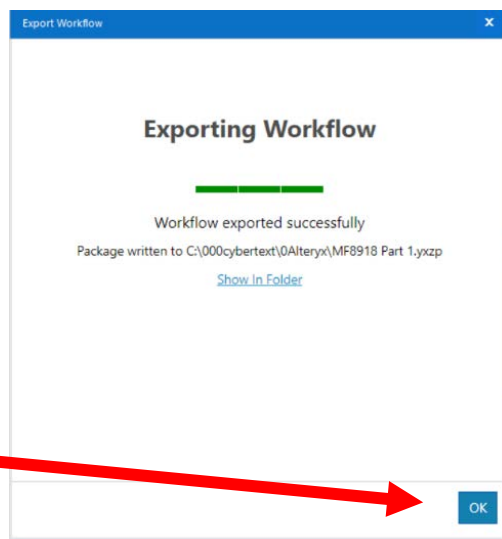 Export Workflow x
Exporting Workflow
Workflow exported successfully
Package written to C:\000cybertext\0Alteryx\MF8918 Part 1.yxzp
Show In Folder
OK